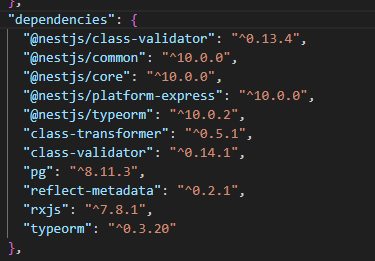 },
"dependencies": {
"@nestjs/class-validator": "^0.13.4",
"@nestjs/common": "^10.0.0",
"@nestjs/core": "^10.0.0",
"@nestjs/platform-express": "^10.0.0",
"@nestjs/typeorm": "^10.0.2",
"class-transformer": "^0.5.1",
"class-validator": "^0.14.1",
"pg": "^8.11.3",
"reflect-metadata": "^0.2.1",
"rxjs": "^7.8.1",
"typeorm": "^0.3.20"
},